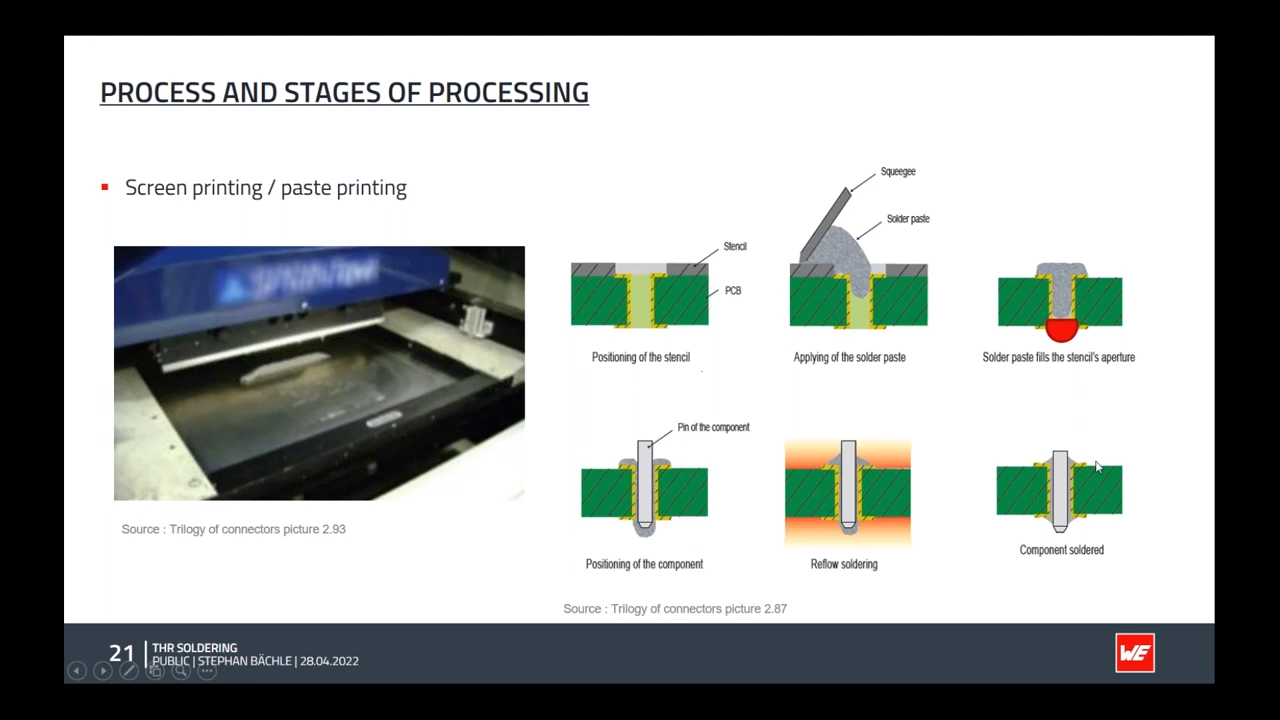 PROCESS AND STAGES OF PROCESSING
Screen printing / paste printing
Squeegee
Solder paste
Stencil
PCB
Positioning of the stencil
Applying of the solder paste
Solder paste fills the stencil's aperture
Pin of the component
Positioning of the component
Reflow soldering
Component soldered
Source : Trilogy of connectors picture 2.93
Source : Trilogy of connectors picture 2.87
21
THR SOLDERING
PUBLIC | STEPHAN BÄCHLE | 28.04.2022
WE